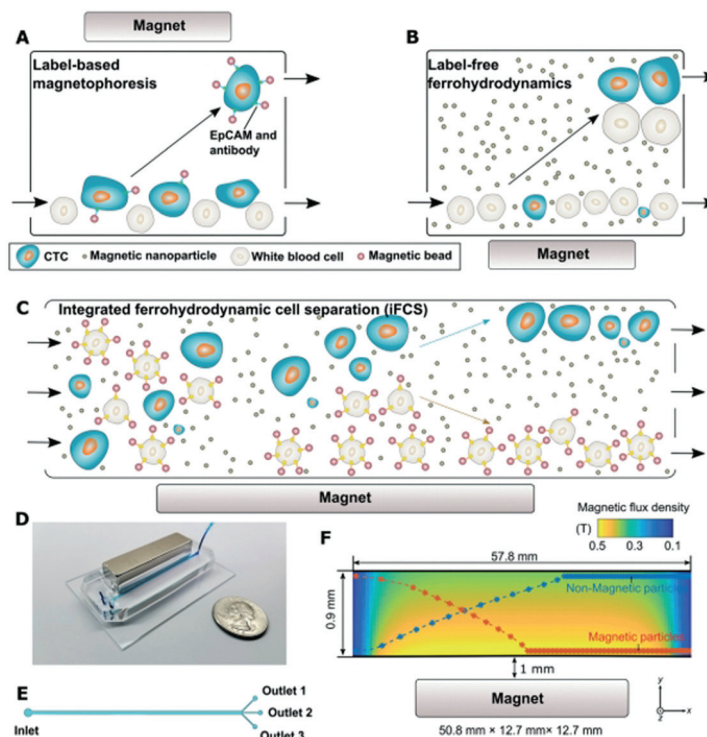 Magnet
A
Label-based
magnetophoresis
EpCAM and
antibody
B
Label-free
ferrohydrodynamics
Magnet
CTC Magnetic nanoparticle White blood cell Magnetic bead
C
Integrated ferrohydrodynamic cell separation (iFCS)
Magnet
D
E
Inlet
Outlet 1
Outlet 2
Outlet 3
F
Magnetic flux density
(T)
0.5 0.3 0.1
57.8 mm
0.9 mm
Non-Magnetic particles
Magnetic particles
1 mm
Magnet
50.8 mm × 12.7 mm× 12.7 mm
y
z
x